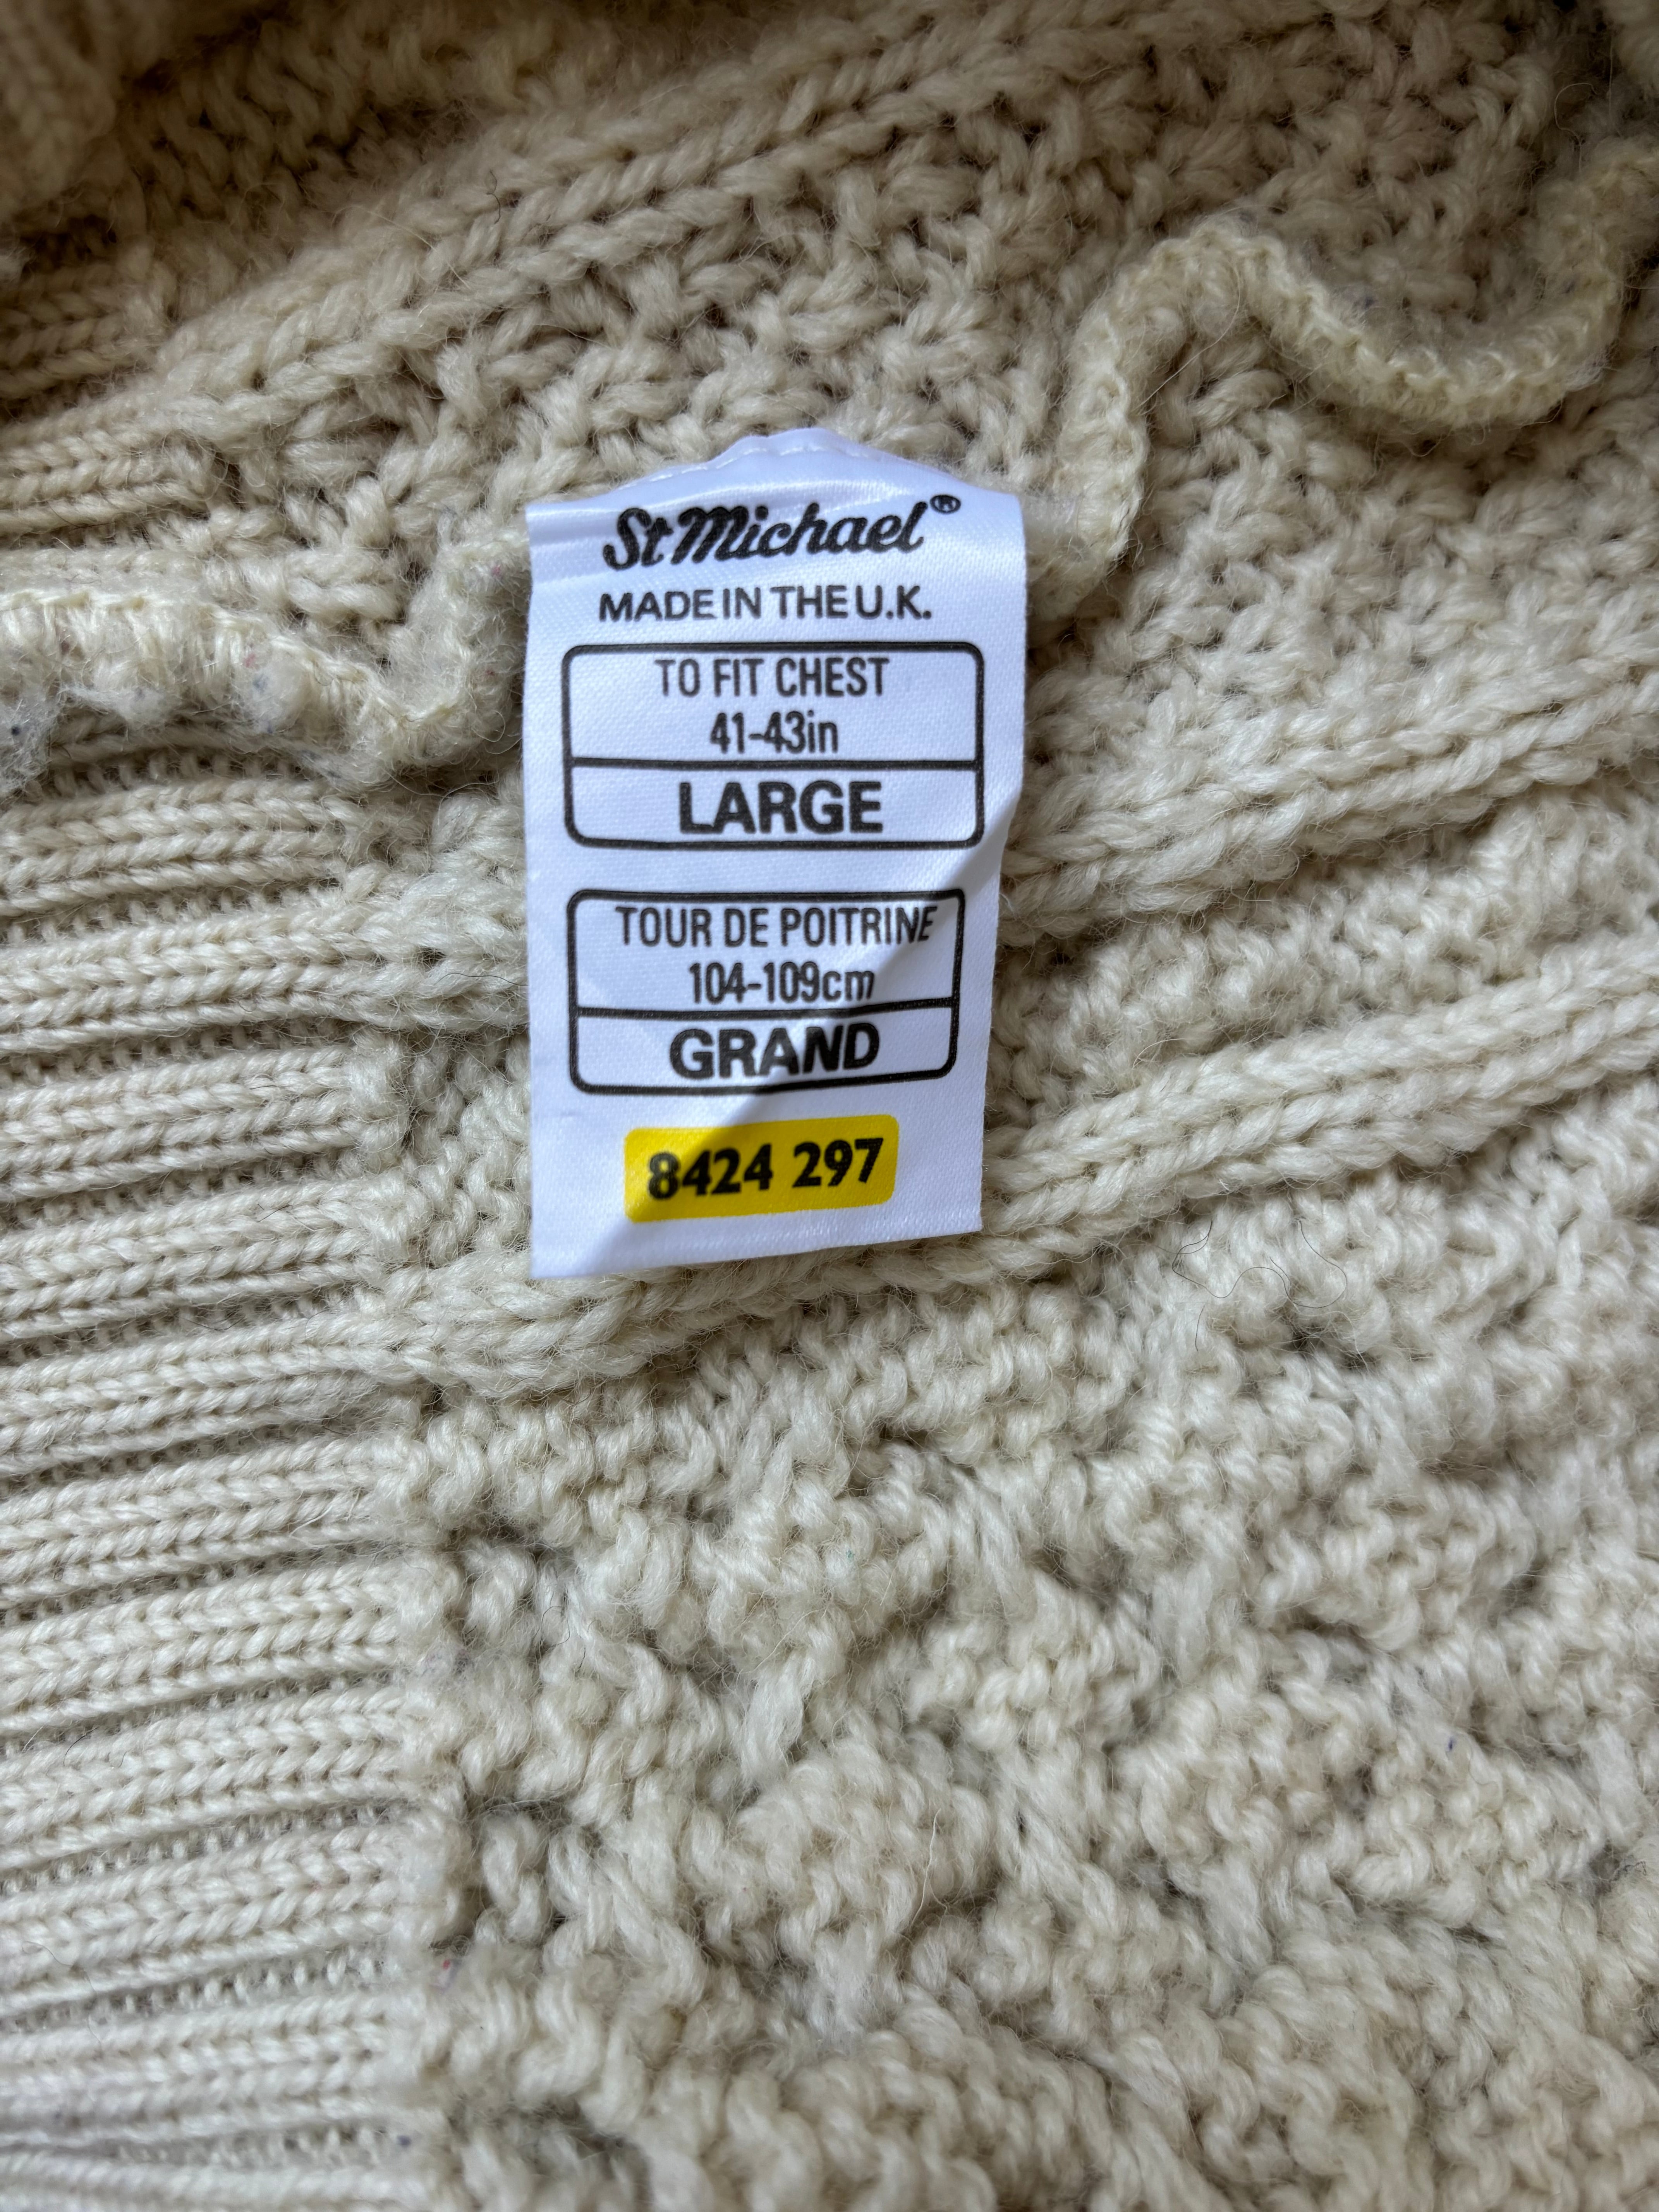 St Michael®
MADE IN THE U.K.
TO FIT CHEST
41-43in
LARGE
TOUR DE POITRINE
104-109cm
GRAND
8424 297